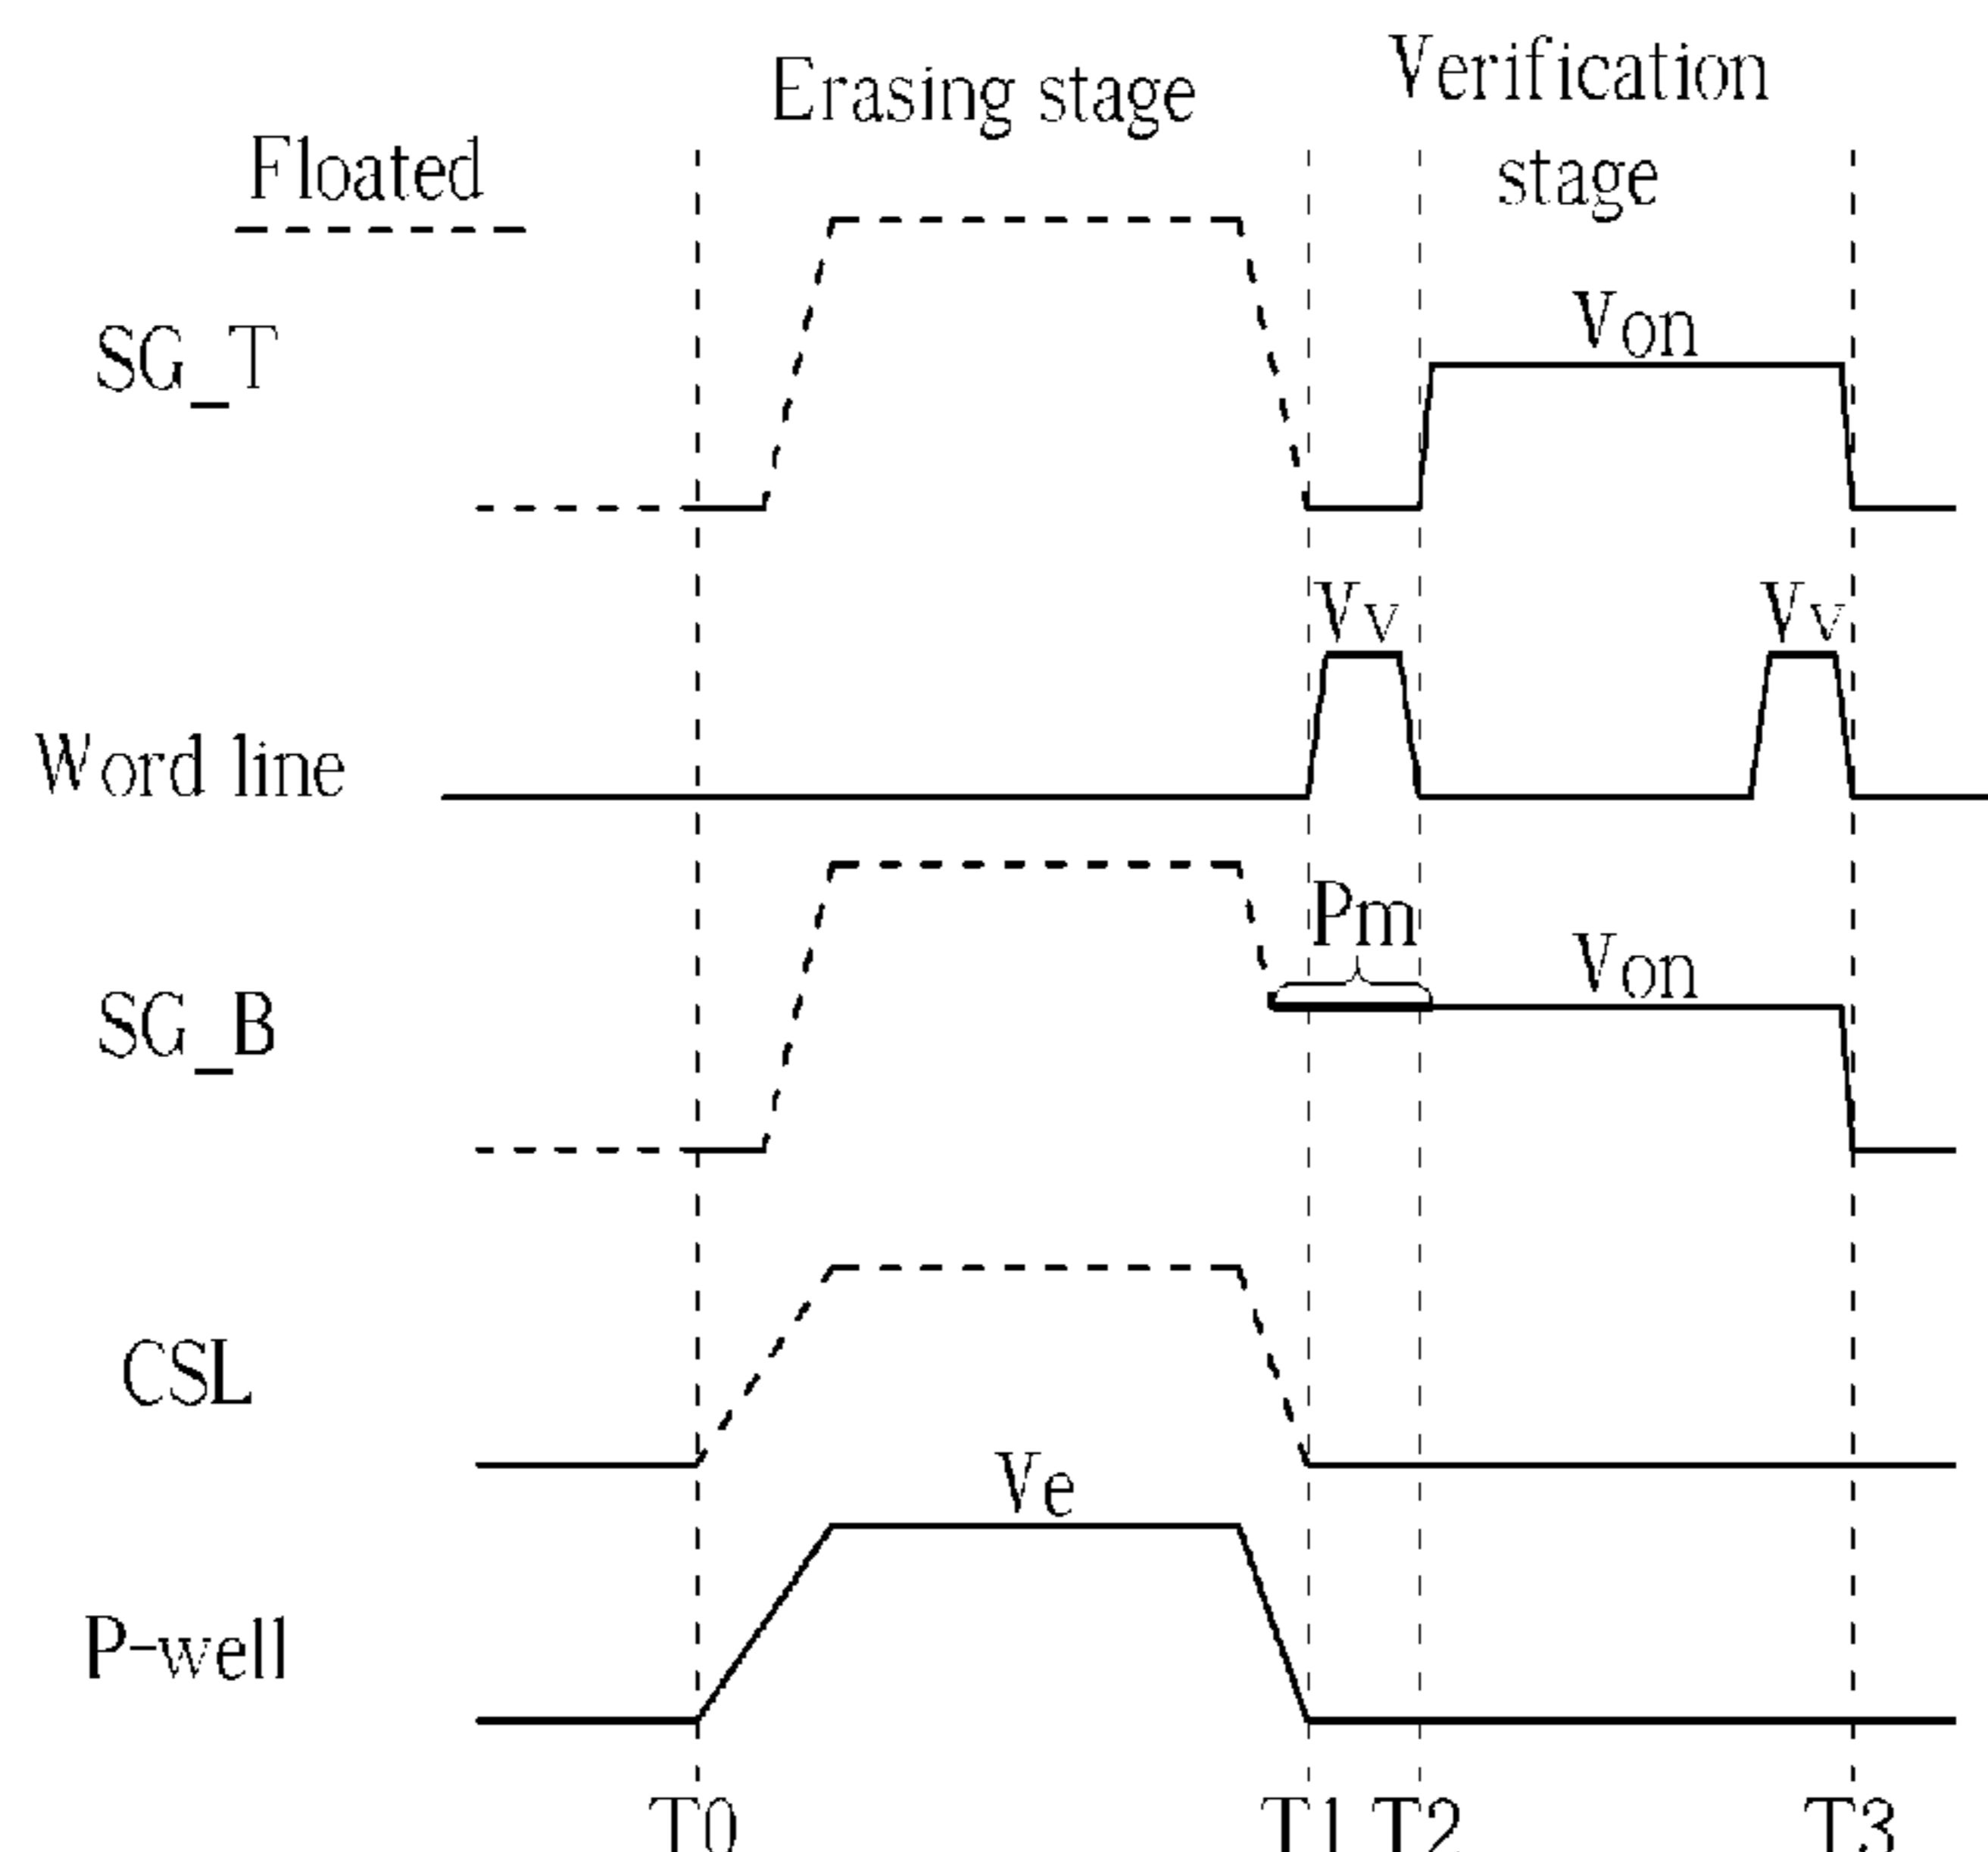 Erasing stage
Verification
stage
Floated
SG_T
Von
Vv
Vv
Word line
Pm
Von
SG_B
CSL
Ve
P-well
T0
T1
T2
T3